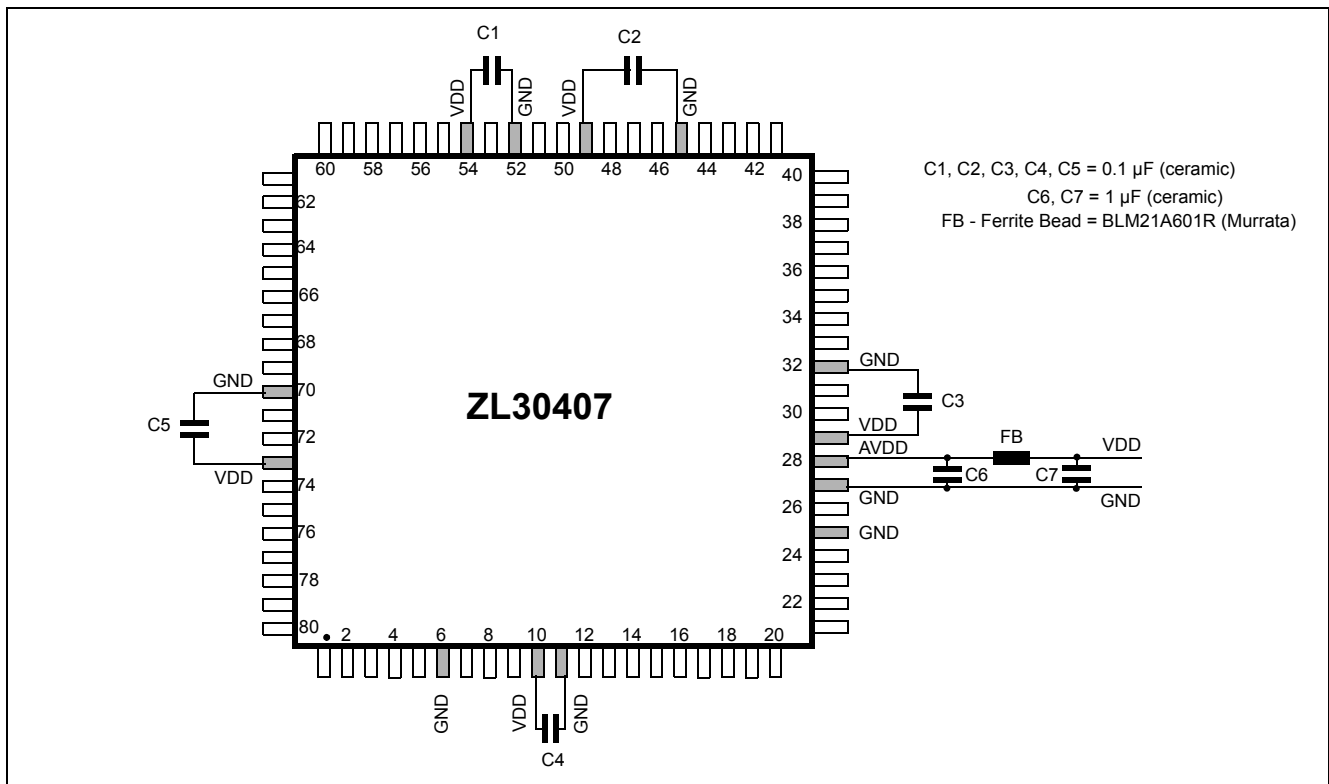 C1
C2
VDD
GND
VDD
GND
60 58 56 54 52 50 48 46 44 42
C1, C2, C3, C4, C5 = 0.1 µF (ceramic)
C6, C7 = 1 µF (ceramic)
FB - Ferrite Bead = BLM21A601R (Murrata)
62
64
66
68
70
72
74
76
78
80
GND
C5
VDD
ZL30407
40
38
36
34
32
30
28
26
24
22
GND
C3
VDD
AVDD
FB
VDD
C6
C7
GND
GND
GND
2 4 6 8 10 12 14 16 18 20
GND
VDD
GND
C4